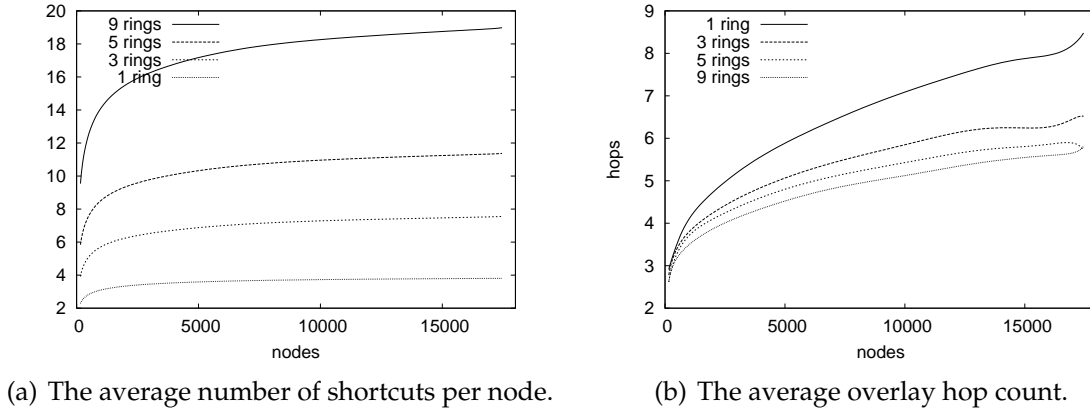 20
18
16
14
12
10
8
6
4
2
9 rings
5 rings
3 rings
1 ring
0
5000
10000
15000
nodes
9
8
7
6
5
4
3
2
hops
1 ring
3 rings
5 rings
9 rings
0
5000
10000
15000
nodes
(a) The average number of shortcuts per node.
(b) The average overlay hop count.